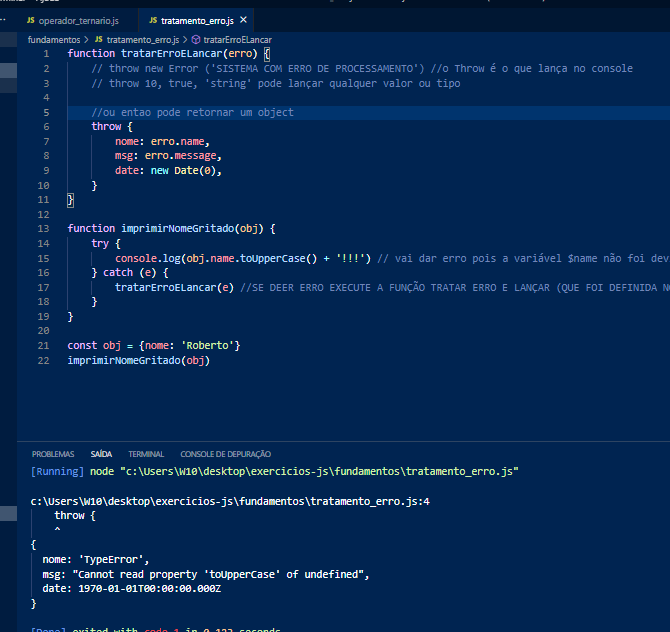 JS operador_ternario.js JS tratamento_erro.js ×
fundamentos > JS tratamento_erro.js > tratarErroELancar
1 function tratarErroELancar(erro) {
2 // throw new Error ('SISTEMA COM ERRO DE PROCESSAMENTO') //o Throw é o que lança no console
3 // throw 10, true, 'string' pode lançar qualquer valor ou tipo
4
5 //ou entao pode retornar um object
6 throw {
7 nome: erro.name,
8 msg: erro.message,
9 date: new Date(0),
10 }
11 }
12
13 function imprimirNomeGritado(obj) {
14 try {
15 console.log(obj.name.toUpperCase() + '!!!') // vai dar erro pois a variável $name não foi dev
16 } catch (e) {
17 tratarErroELancar(e) //SE DEER ERRO EXECUTE A FUNÇÃO TRATAR ERRO E LANÇAR (QUE FOI DEFINIDA N
18 }
19 }
20
21 const obj = {nome: 'Roberto'}
22 imprimirNomeGritado(obj)
PROBLEMAS SAÍDA TERMINAL CONSOLE DE DEPURAÇÃO
[Running] node "c:\Users\W10\desktop\exercicios-js\fundamentos\tratamento_erro.js"
c:\Users\W10\desktop\exercicios-js\fundamentos\tratamento_erro.js:4
throw {
^
{
nome: 'TypeError',
msg: "Cannot read property 'toUpperCase' of undefined",
date: 1970-01-01T00:00:00.000Z
}
[Done] exited with code=1 in 0.123 seconds